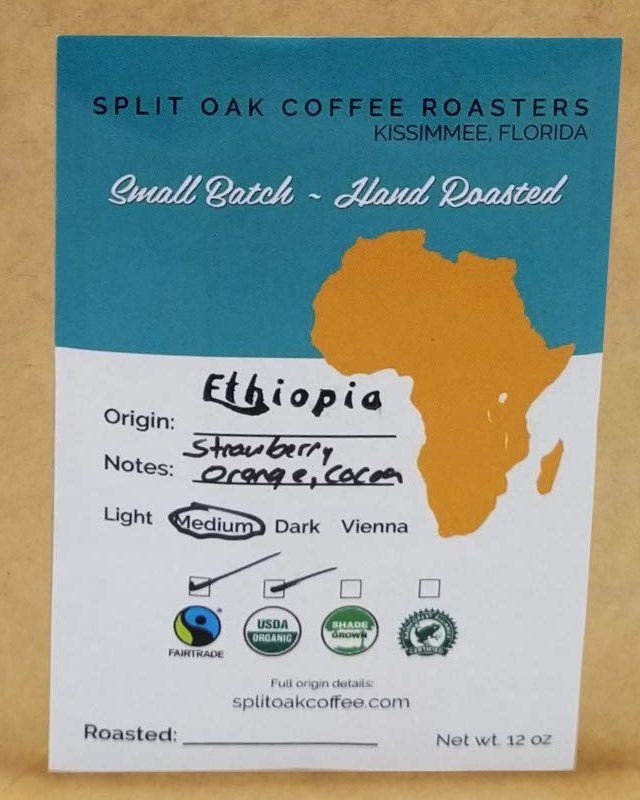 SPLIT OAK COFFEE ROASTERS
KISSIMMEE, FLORIDA
Small Batch ~ Hand Roasted
Origin: Ethiopia
Notes: Strawberry
orange, cocoa
Light Medium Dark Vienna
FAIRTRADE
USDA
ORGANIC
SHADE
GROWN
CERTIFIED
Full origin details:
splitoakcoffee.com
Roasted:
Net wt. 12 oz